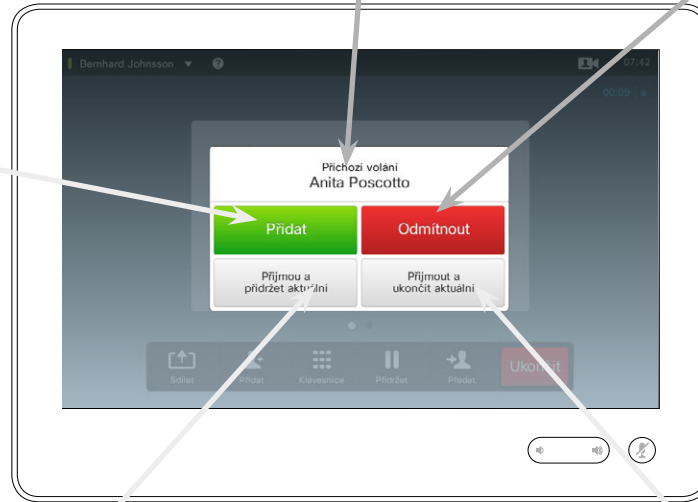 Bernhard Johnsson
07:42
00:09
Příchozí volání
Anita Poscotto
Přidat
Odmítnout
Přijmou a
přidržet aktuální
Přijmout a
ukončit aktuální
Sdílet
Přidat
Klávesnice
Přidržet
Předat
Ukončit